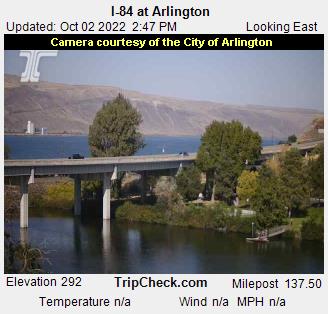 I-84 at Arlington
Updated: Oct 02 2022 2:47 PM Looking East
Camera courtesy of the City of Arlington
Elevation 292 TripCheck.com Milepost 137.50
Temperature n/a Wind n/a MPH n/a